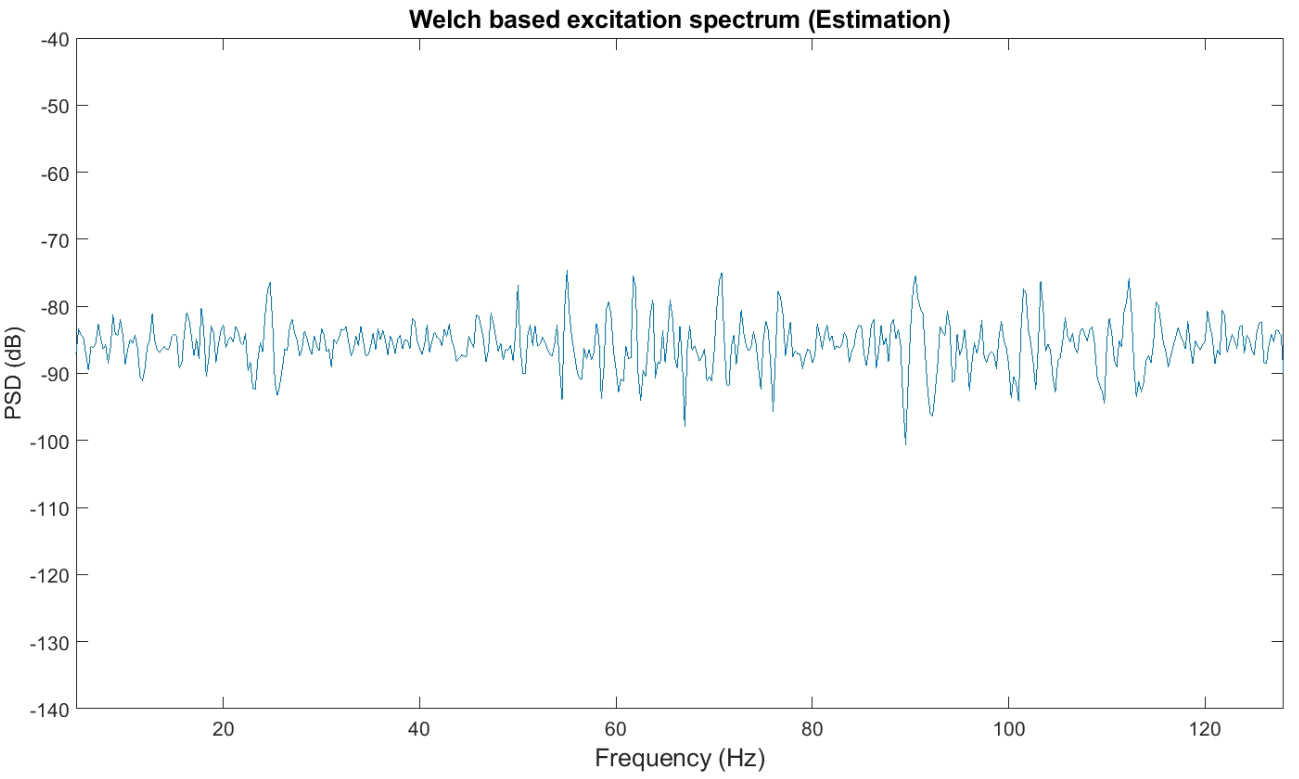 Welch based excitation spectrum (Estimation)
-40
-50
-60
-70
-80
-90
-100
-110
-120
-130
-140
PSD (dB)
20 40 60 80 100 120
Frequency (Hz)